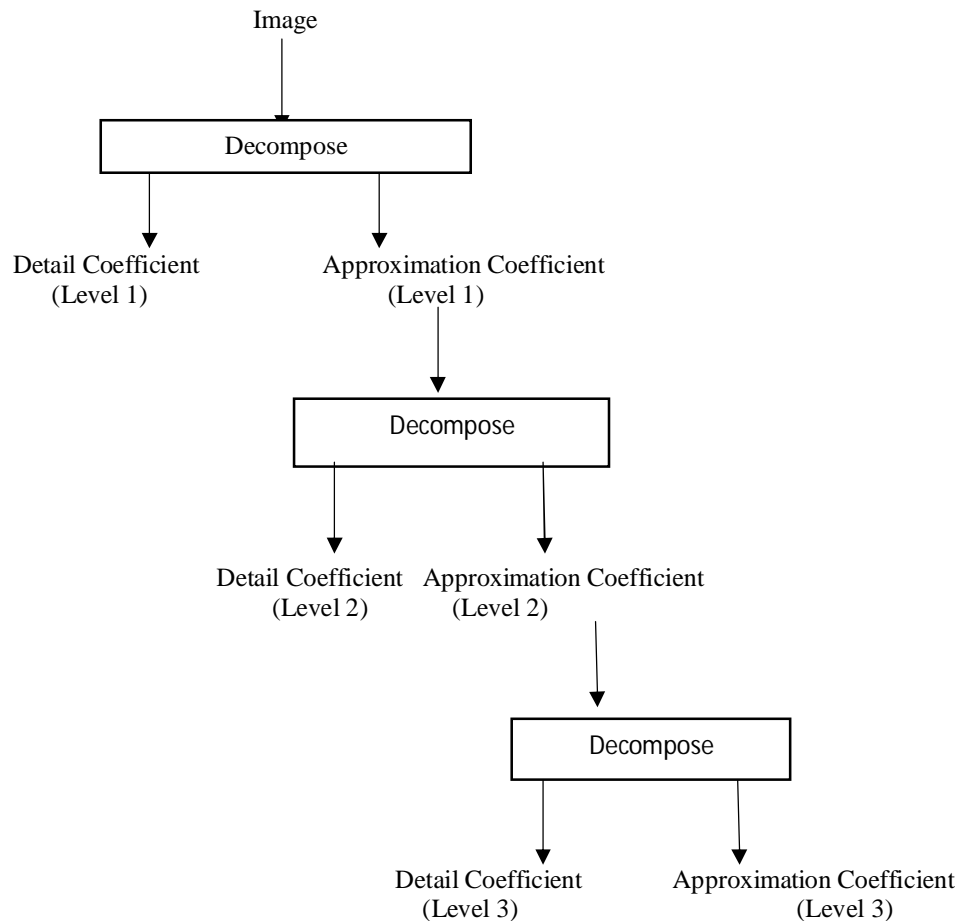 Image
Decompose
Detail Coefficient
(Level 1)
Approximation Coefficient
(Level 1)
Decompose
Detail Coefficient
(Level 2)
Approximation Coefficient
(Level 2)
Decompose
Detail Coefficient
(Level 3)
Approximation Coefficient
(Level 3)